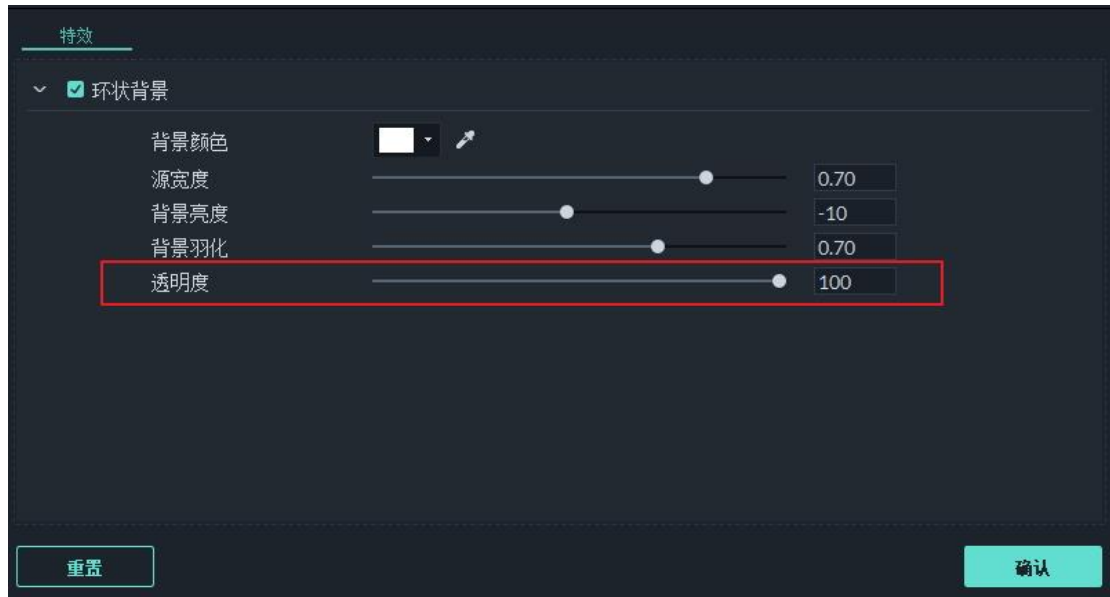 特效
环状背景
背景颜色
源宽度 0.70
背景亮度 -10
背景羽化 0.70
透明度 100
重置 确认